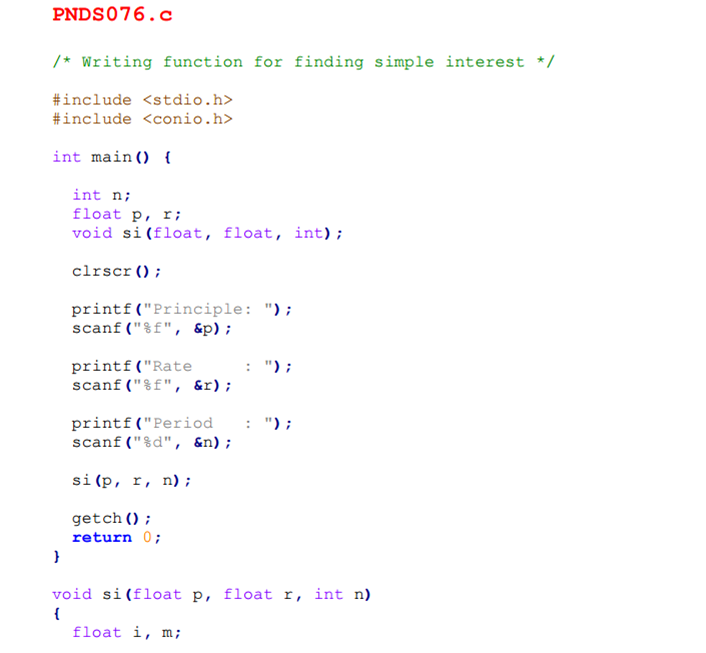 PNDS076.c
/* Writing function for finding simple interest */
#include <stdio.h>
#include <conio.h>
int main() {
int n;
float p, r;
void si(float, float, int);
clrscr();
printf("Principle: ");
scanf("%f", &p);
printf("Rate     : ");
scanf("%f", &r);
printf("Period   : ");
scanf("%d", &n);
si(p, r, n);
getch();
return 0;
}
void si(float p, float r, int n)
{
float i, m;